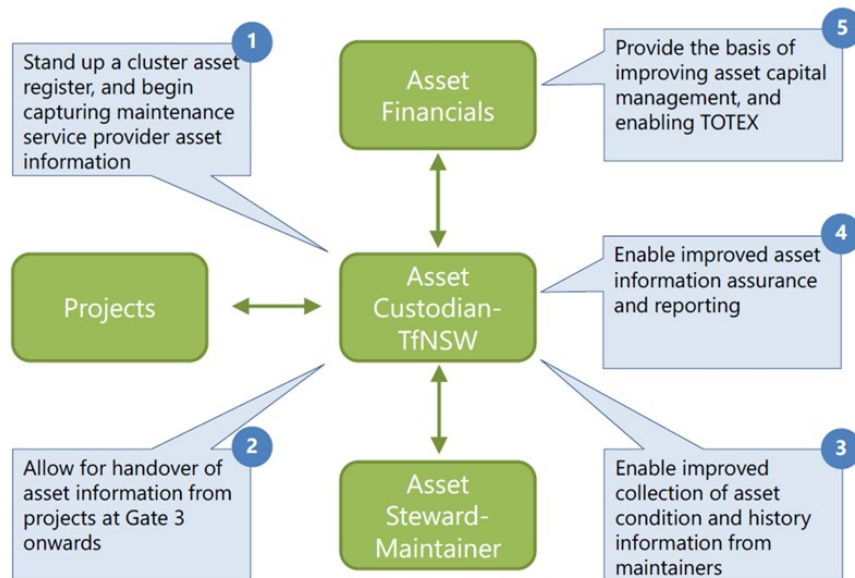 1
Stand up a cluster asset
register, and begin
capturing maintenance
service provider asset
information
Asset
Financials
5
Provide the basis of
improving asset capital
management, and
enabling TOTEX
Projects
Asset
Custodian-
TfNSW
4
Enable improved asset
information assurance
and reporting
2
Allow for handover of
asset information from
projects at Gate 3
onwards
Asset
Steward-
Maintainer
3
Enable improved
collection of asset
condition and history
information from
maintainers